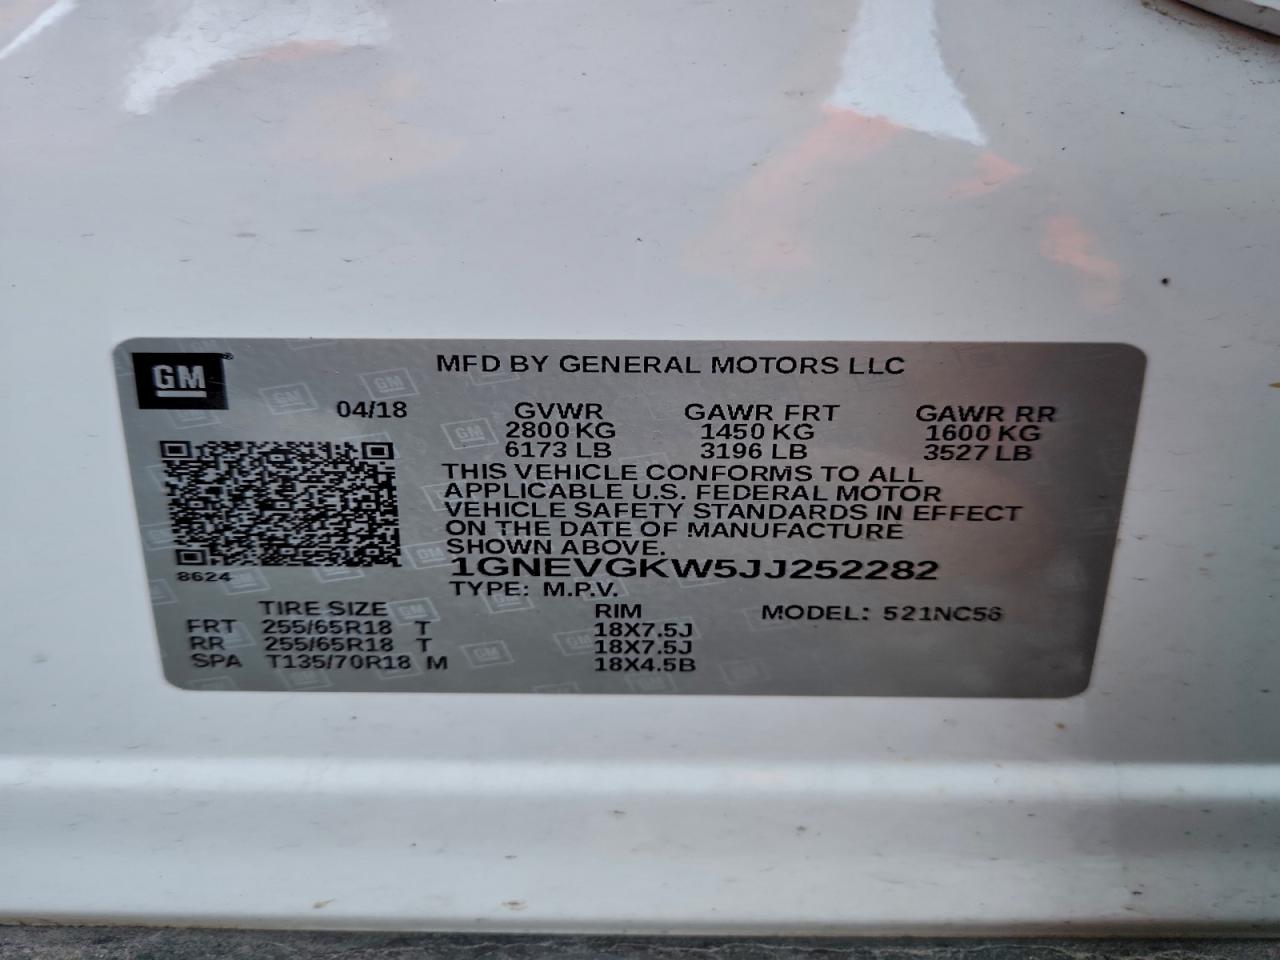 GM
MFD BY GENERAL MOTORS LLC
04/18 GVWR GAWR FRT GAWR RR
2800 KG 1450 KG 1600 KG
6173 LB 3196 LB 3527 LB
THIS VEHICLE CONFORMS TO ALL
APPLICABLE U.S. FEDERAL MOTOR
VEHICLE SAFETY STANDARDS IN EFFECT
ON THE DATE OF MANUFACTURE
SHOWN ABOVE.
8624
1GNEVGKW5JJ252282
TYPE: M.P.V.
TIRE SIZE RIM MODEL: 521NC56
FRT 255/65R18 T 18X7.5J
RR 255/65R18 T 18X7.5J
SPA T135/70R18 M 18X4.5B